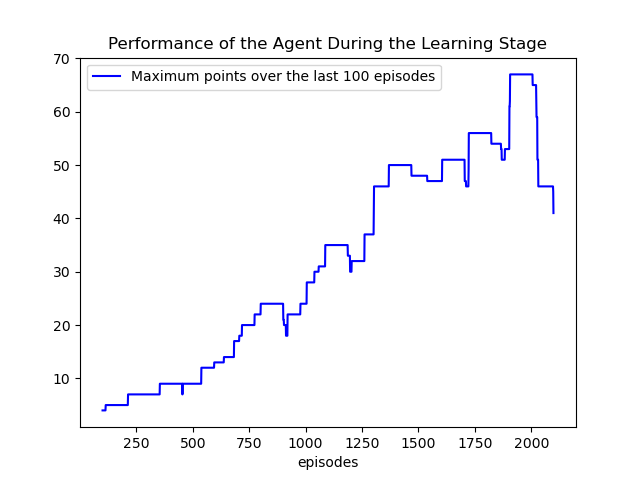 Performance of the Agent During the Learning Stage
Maximum points over the last 100 episodes
70
60
50
40
30
20
10
250 500 750 1000 1250 1500 1750 2000
episodes